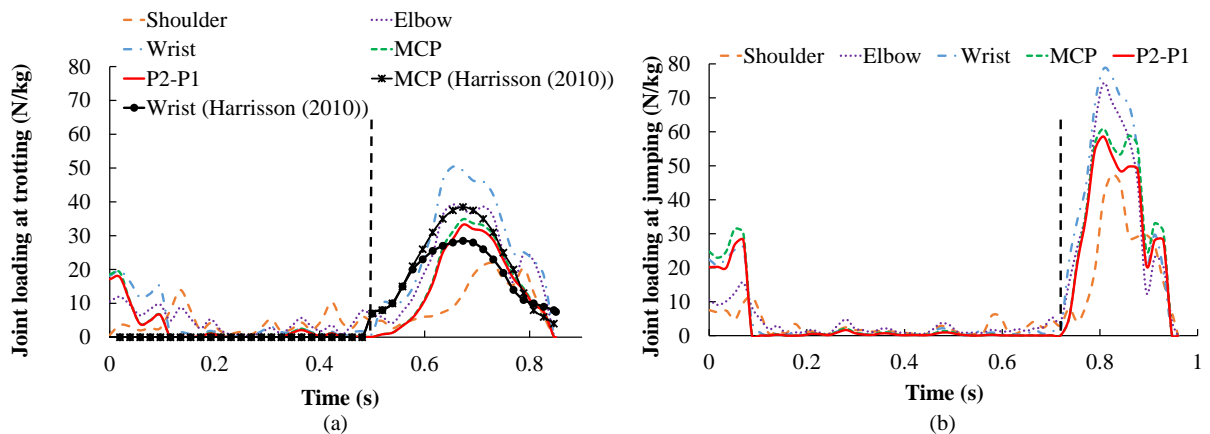 Shoulder Elbow
Wrist MCP
P2-P1 MCP (Harrisson (2010))
Wrist (Harrisson (2010))
Joint loading at trotting (N/kg)
80
70
60
50
40
30
20
10
0
0 0.2 0.4 0.6 0.8
Time (s)
(a)
Shoulder Elbow Wrist MCP P2-P1
Joint loading at jumping (N/kg)
80
70
60
50
40
30
20
10
0
0 0.2 0.4 0.6 0.8 1
Time (s)
(b)